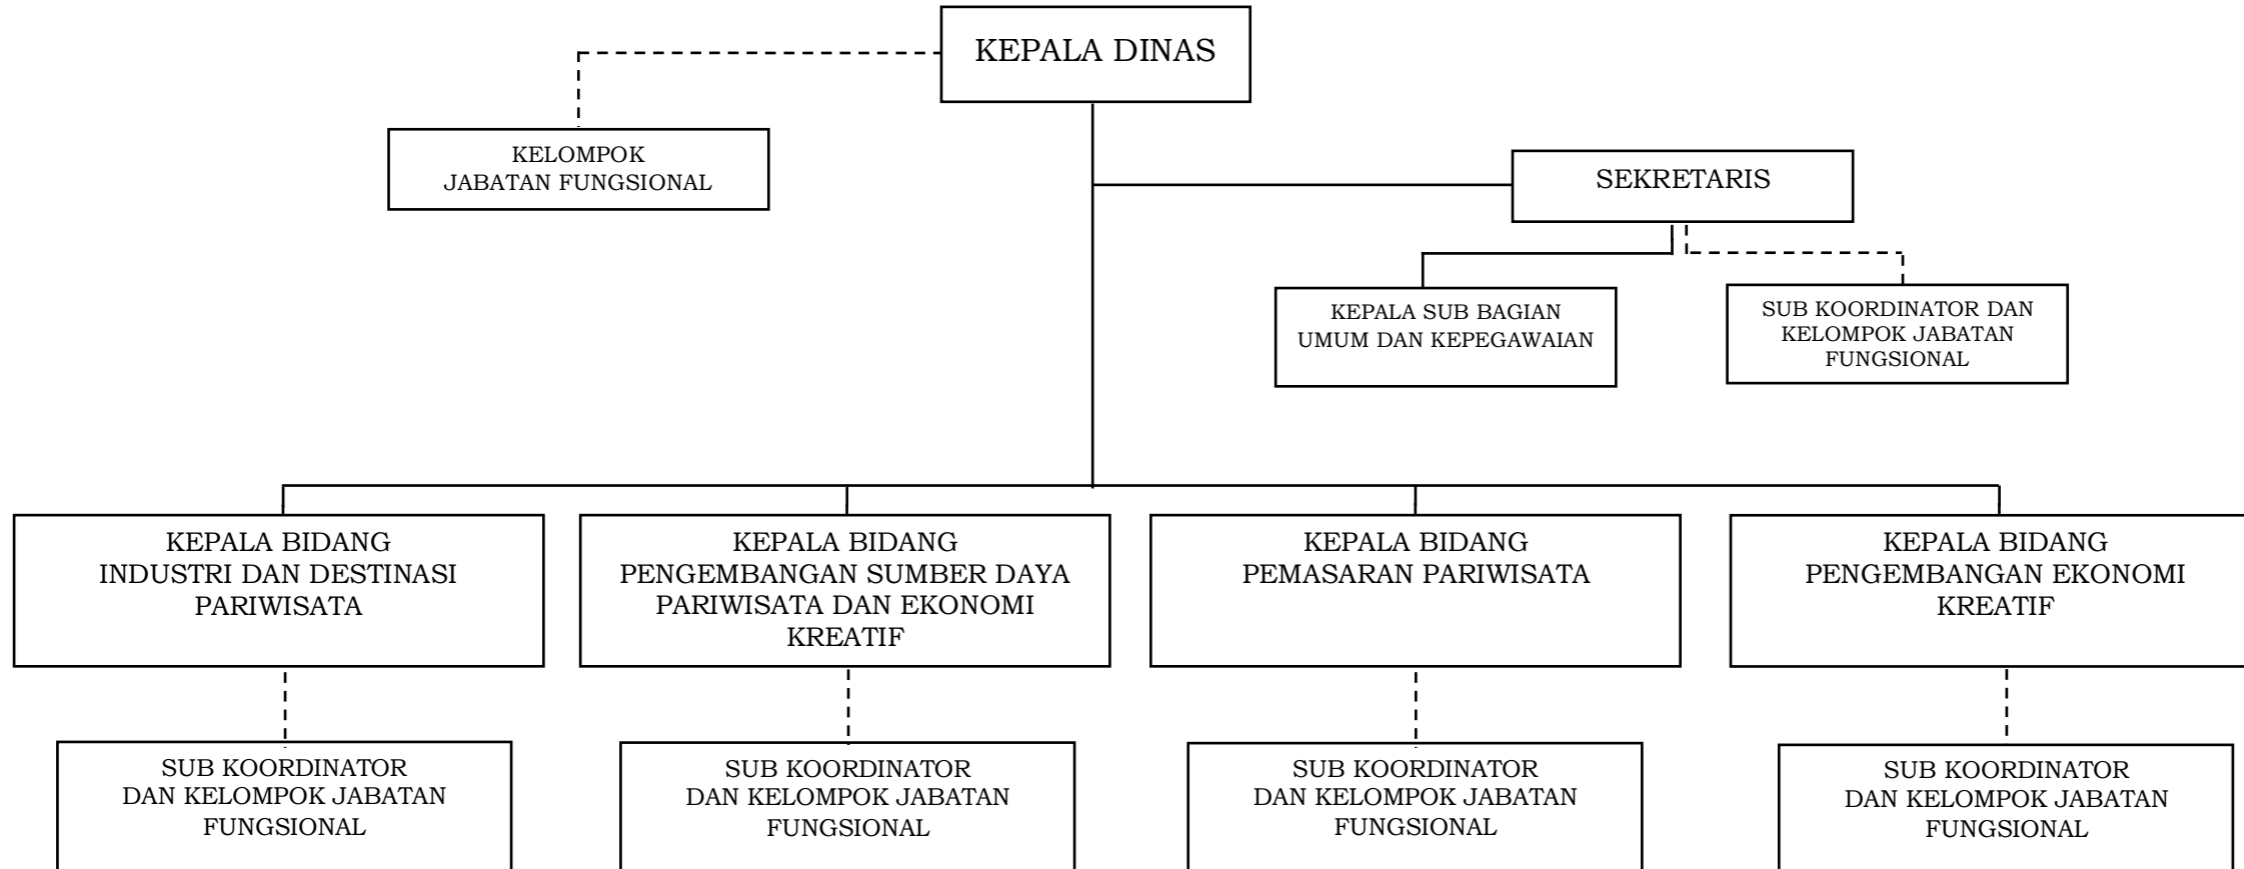 KEPALA DINAS
KELOMPOK
JABATAN FUNGSIONAL
SEKRETARIS
KEPALA SUB BAGIAN
UMUM DAN KEPEGAWAIAN
SUB KOORDINATOR DAN
KELOMPOK JABATAN
FUNGSIONAL
KEPALA BIDANG
INDUSTRI DAN DESTINASI
PARIWISATA
KEPALA BIDANG
PENGEMBANGAN SUMBER DAYA
PARIWISATA DAN EKONOMI
KREATIF
KEPALA BIDANG
PEMASARAN PARIWISATA
KEPALA BIDANG
PENGEMBANGAN EKONOMI
KREATIF
SUB KOORDINATOR
DAN KELOMPOK JABATAN
FUNGSIONAL
SUB KOORDINATOR
DAN KELOMPOK JABATAN
FUNGSIONAL
SUB KOORDINATOR
DAN KELOMPOK JABATAN
FUNGSIONAL
SUB KOORDINATOR
DAN KELOMPOK JABATAN
FUNGSIONAL